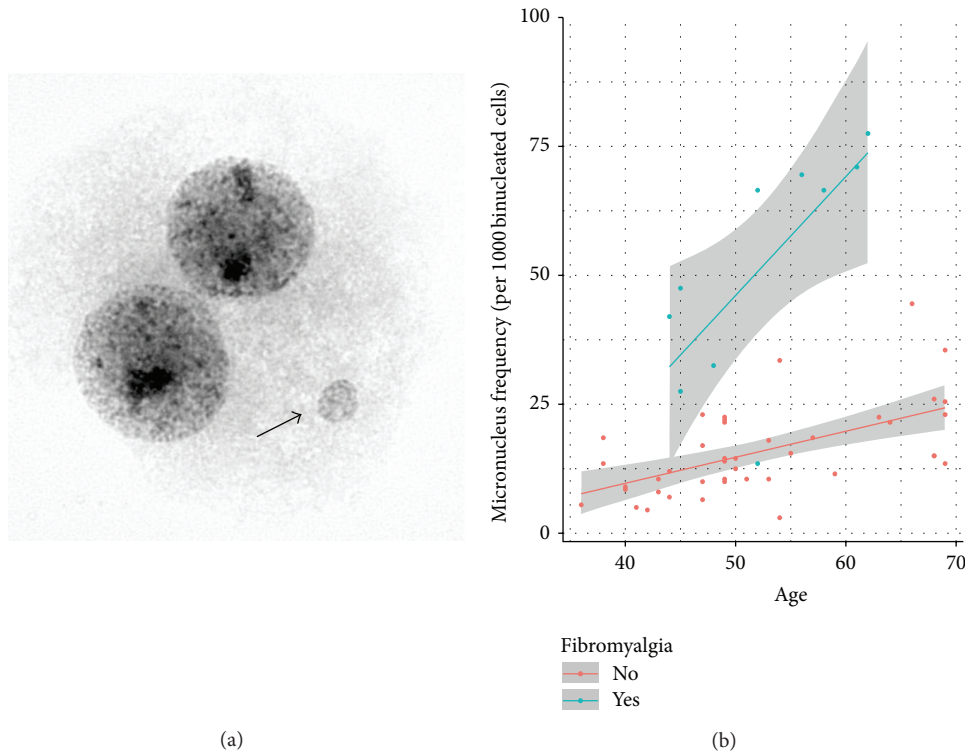 100
75
50
25
0
Micronucleus frequency (per 1000 binucleated cells)
40 50 60 70
Age
Fibromyalgia
No
Yes
(a) (b)